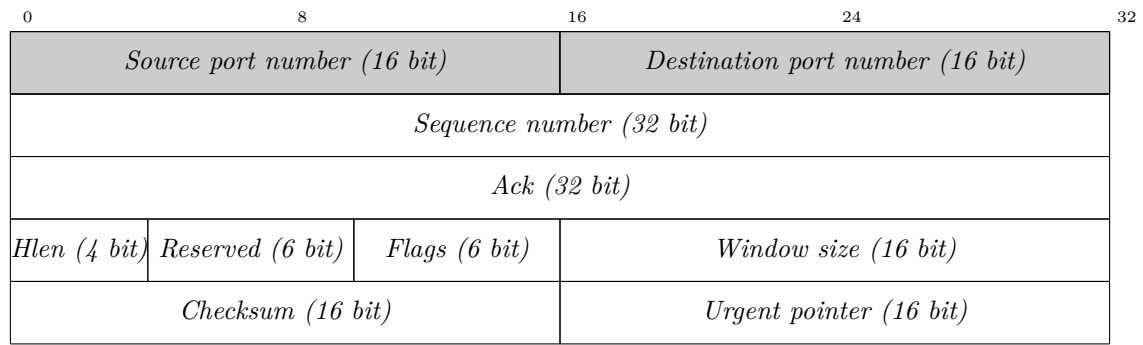 0 8 16 24 32
Source port number (16 bit) Destination port number (16 bit)
Sequence number (32 bit)
Ack (32 bit)
Hlen (4 bit) Reserved (6 bit) Flags (6 bit) Window size (16 bit)
Checksum (16 bit) Urgent pointer (16 bit)